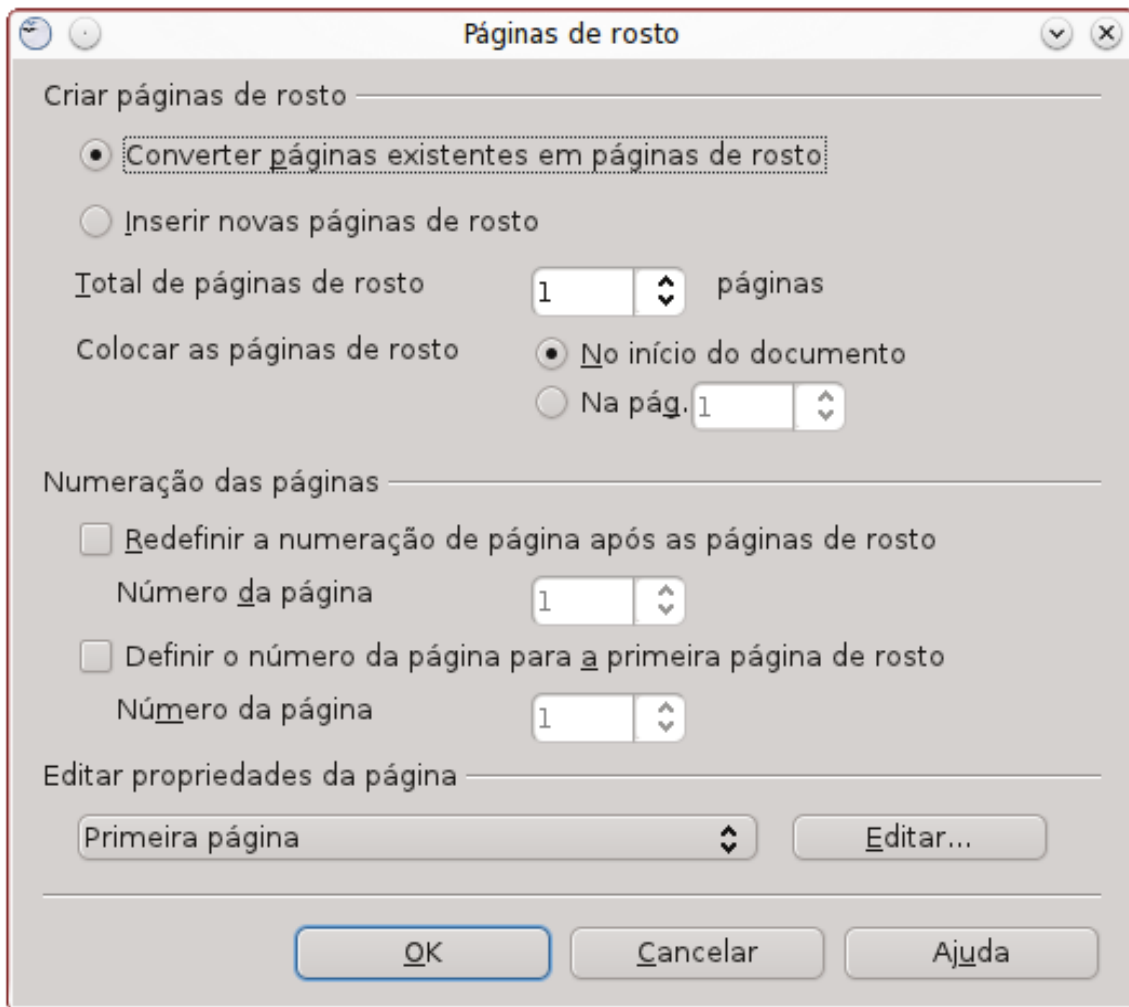 Páginas de rosto
Criar páginas de rosto
Converter páginas existentes em páginas de rosto
Inserir novas páginas de rosto
Total de páginas de rosto 1 páginas
Colocar as páginas de rosto No início do documento
Na pág. 1
Numeração das páginas
Redefinir a numeração de página após as páginas de rosto
Número da página 1
Definir o número da página para a primeira página de rosto
Número da página 1
Editar propriedades da página
Primeira página Editar...
OK Cancelar Ajuda